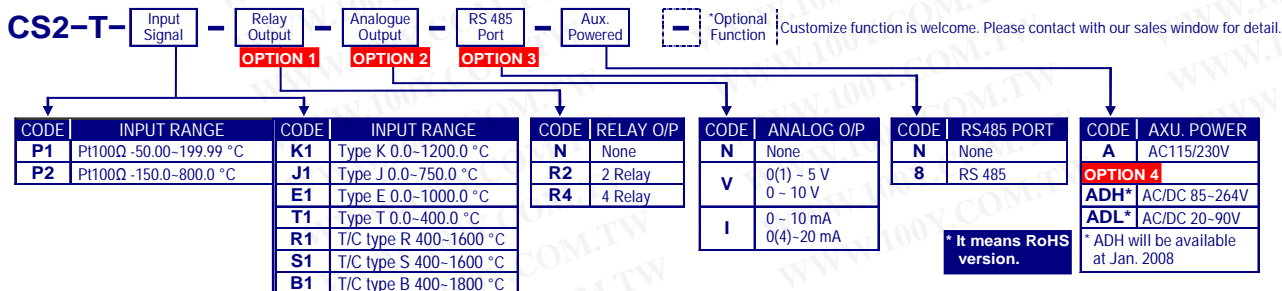 CS2-T- Input Signal - Relay Output - Analogue Output - RS 485 Port - Aux. Powered - *Optional Function Customize function is welcome. Please contact with our sales window for detail.
OPTION 1 OPTION 2 OPTION 3
CODE INPUT RANGE
P1 Pt100Ω -50.00~199.99 °C
P2 Pt100Ω -150.0~800.0 °C
CODE INPUT RANGE
K1 Type K 0.0~1200.0 °C
J1 Type J 0.0~750.0 °C
E1 Type E 0.0~1000.0 °C
T1 Type T 0.0~400.0 °C
R1 T/C type R 400~1600 °C
S1 T/C type S 400~1600 °C
B1 T/C type B 400~1800 °C
CODE RELAY O/P
N None
R2 2 Relay
R4 4 Relay
CODE ANALOG O/P
N None
V 0(1) ~ 5 V
0 ~ 10 V
I 0 ~ 10 mA
0(4)~20 mA
CODE RS485 PORT
N None
8 RS 485
* It means RoHS
version.
CODE AXU. POWER
A AC115/230V
OPTION 4
ADH* AC/DC 85~264V
ADL* AC/DC 20~90V
* ADH will be available
at Jan. 2008
WWW.100Y.COM.TW